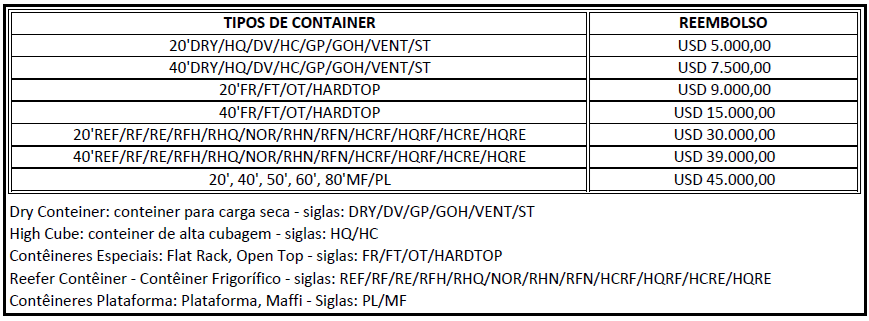 TIPOS DE CONTAINER REEMBOLSO
20'DRY/HQ/DV/HC/GP/GOH/VENT/ST USD 5.000,00
40'DRY/HQ/DV/HC/GP/GOH/VENT/ST USD 7.500,00
20'FR/FT/OT/HARDTOP USD 9.000,00
40'FR/FT/OT/HARDTOP USD 15.000,00
20'REF/RF/RE/RFH/RHQ/NOR/RHN/RFN/HCRF/HQRF/HCRE/HQRE USD 30.000,00
40'REF/RF/RE/RFH/RHQ/NOR/RHN/RFN/HCRF/HQRF/HCRE/HQRE USD 39.000,00
20', 40', 50', 60', 80'MF/PL USD 45.000,00
Dry Conteiner: conteiner para carga seca - siglas: DRY/DV/GP/GOH/VENT/ST
High Cube: conteiner de alta cubagem - siglas: HQ/HC
Contêineres Especiais: Flat Rack, Open Top - siglas: FR/FT/OT/HARDTOP
Reefer Contêiner - Contêiner Frigorífico - siglas: REF/RF/RE/RFH/RHQ/NOR/RHN/RFN/HCRF/HQRF/HCRE/HQRE
Contêineres Plataforma: Plataforma, Maffi - Siglas: PL/MF